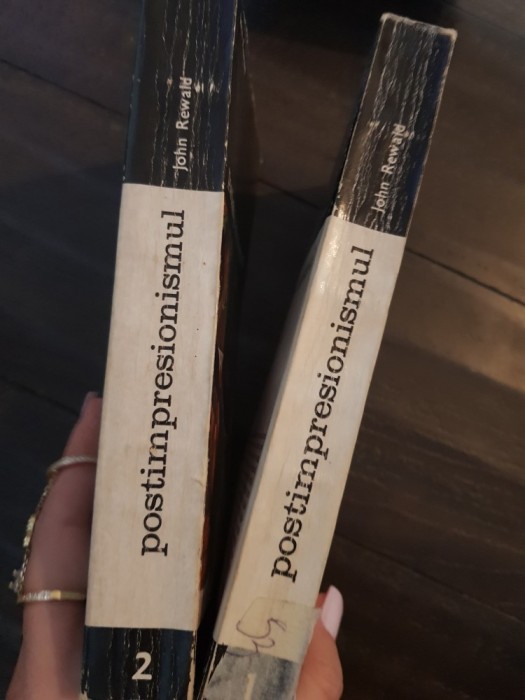 John Rewald
postimpresionismul
2
John Rewald
postimpresionismul